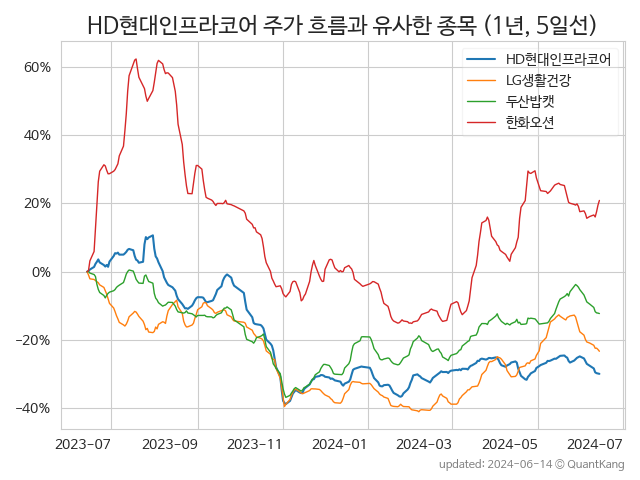 HD현대인프라코어 주가 흐름과 유사한 종목 (1년, 5일선)
HD현대인프라코어
LG생활건강
두산밥캣
한화오션
60%
40%
20%
0%
−20%
−40%
2023-07 2023-09 2023-11 2024-01 2024-03 2024-05 2024-07
updated: 2024-06-14 © QuantKang